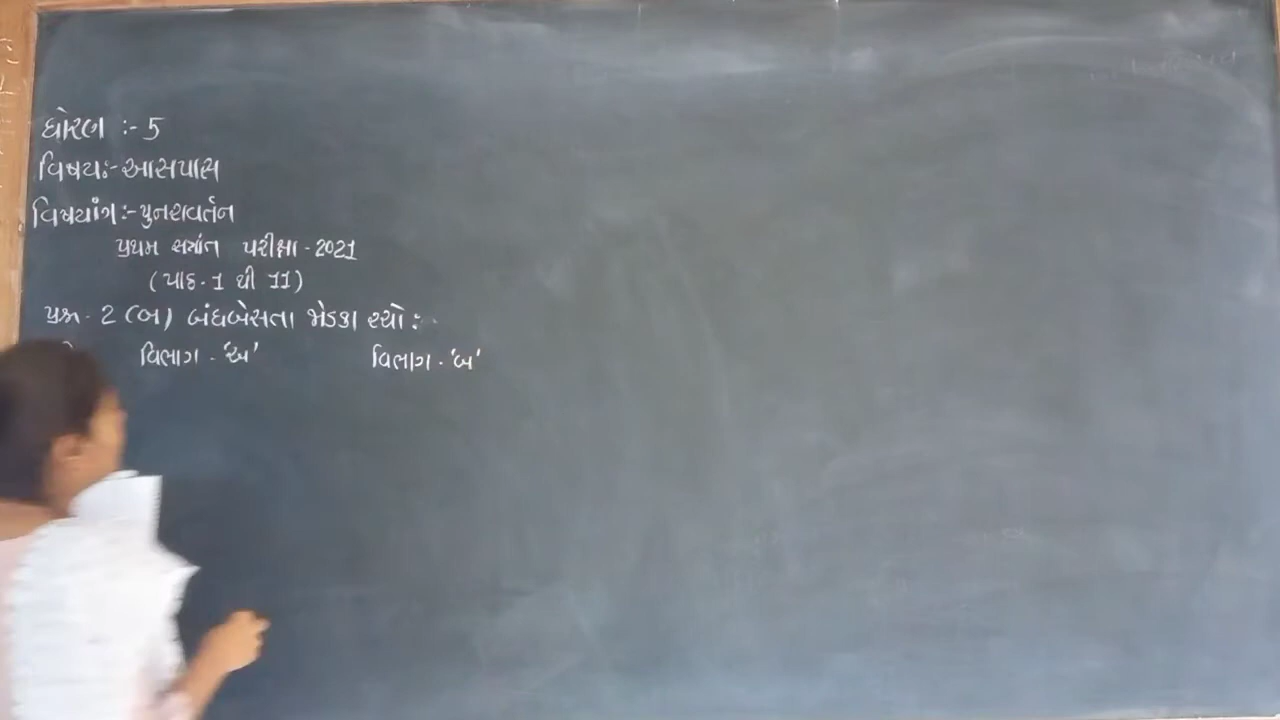 ધોરણ :- 5
વિષય:- આસપાસ
વિષયાંગ :- પુનરાવર્તન
પ્રથમ સત્રાંત પરીક્ષા - 2021
(પાઠ - 1 થી 11)
પ્રશ્ન - 2 (બ) બંધબેસતા જોડકા રચો :-
વિભાગ - 'અ' વિભાગ - 'બ'